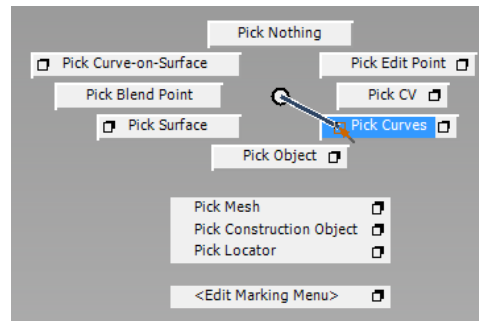 Pick Nothing
Pick Curve-on-Surface
Pick Edit Point
Pick Blend Point
Pick CV
Pick Surface
Pick Curves
Pick Object
Pick Mesh
Pick Construction Object
Pick Locator
<Edit Marking Menu>